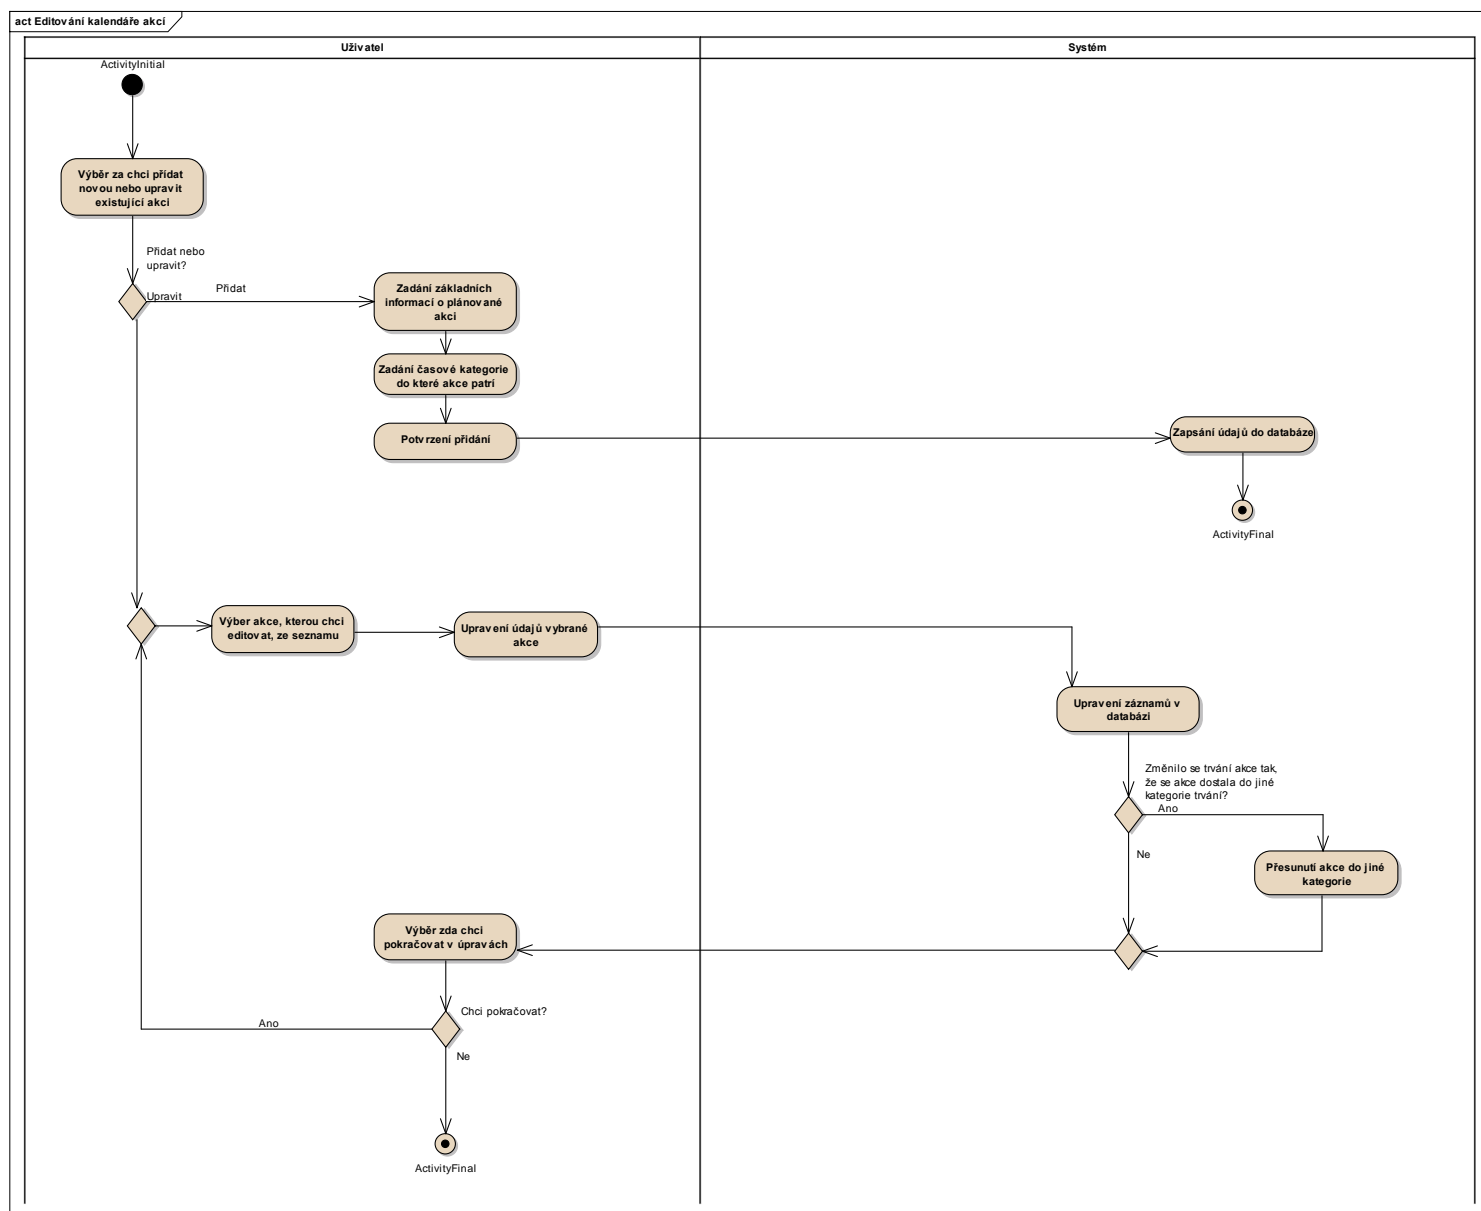 act Editování kalendáře akcí
Uživatel
Systém
ActivityInitial
Výběr za chci přídat
novou nebo upravit
existující akci
Přidat nebo
upravit?
Upravit
Přidat
Zadání základních
informací o plánované
akci
Zadání časové kategorie
do které akce patrí
Potvrzení přidání
Zapsání údajů do databáze
ActivityFinal
Výber akce, kterou chci
editovat, ze seznamu
Upravení údajů vybrané
akce
Upravení záznamů v
databázi
Změnilo se trvání akce tak,
že se akce dostala do jiné
kategorie trvání?
Ano
Ne
Přesunutí akce do jiné
kategorie
Výběr zda chci
pokračovat v úpravách
Chci pokračovat?
Ano
Ne
ActivityFinal